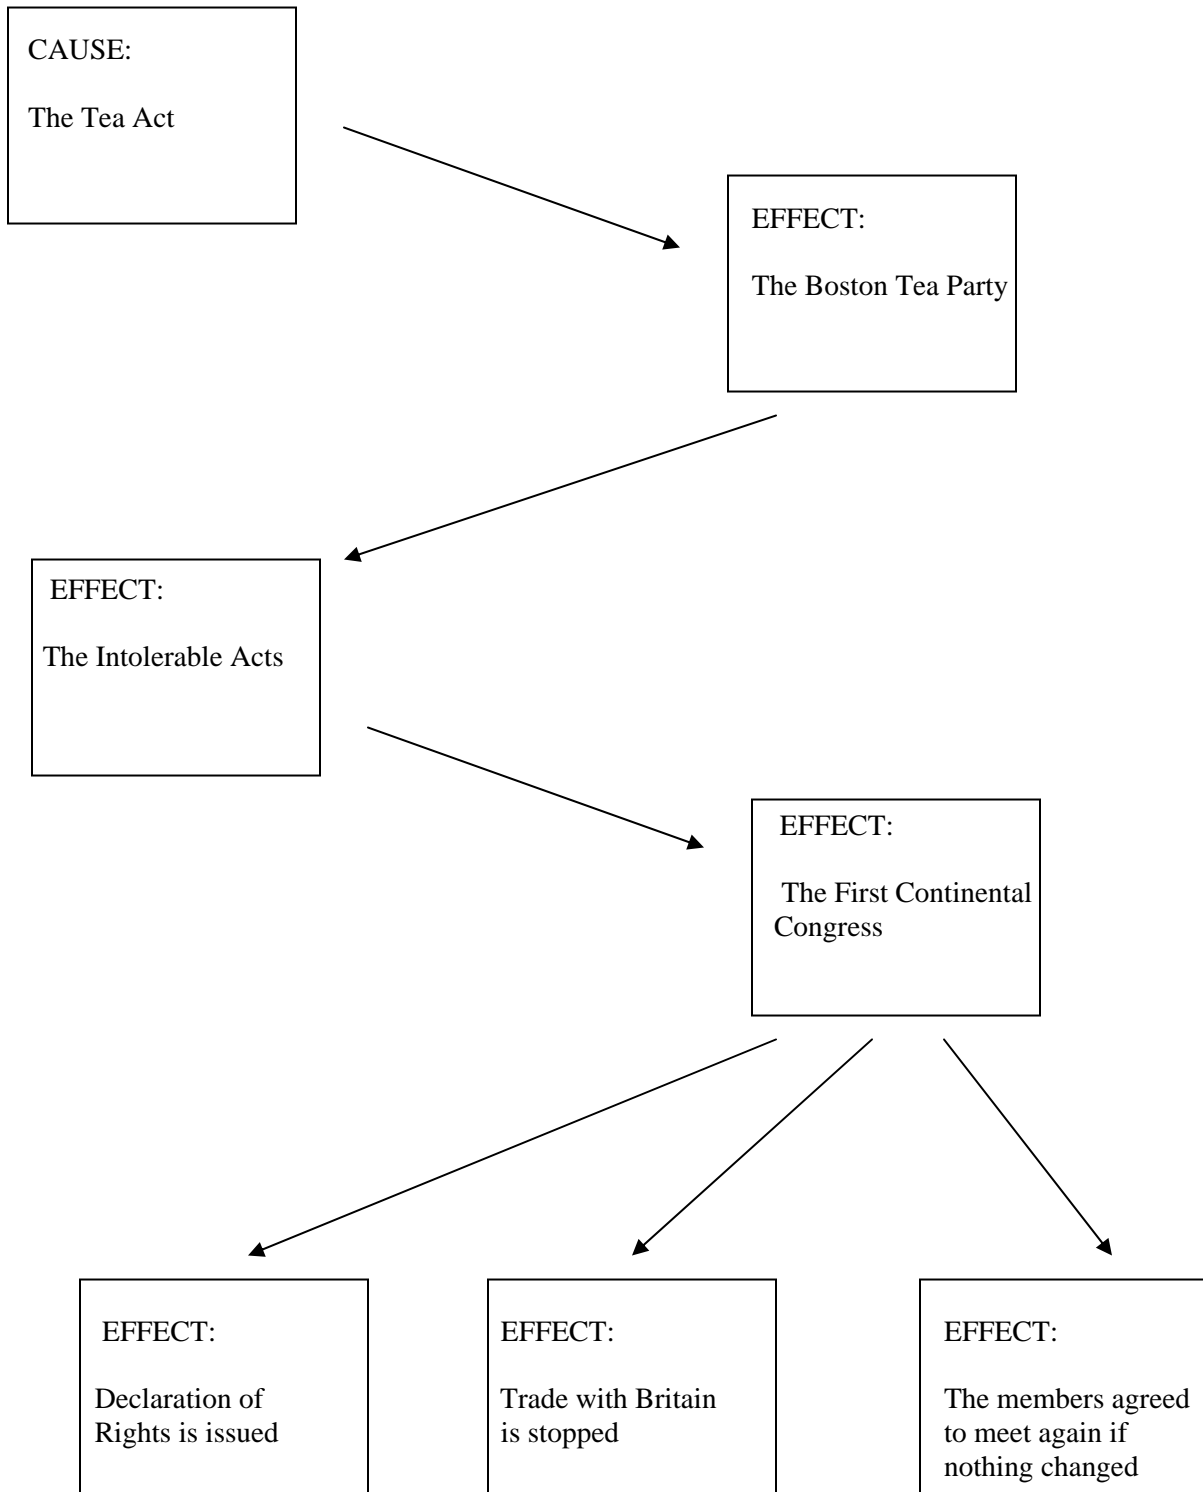 CAUSE:
The Tea Act
EFFECT:
The Boston Tea Party
EFFECT:
The Intolerable Acts
EFFECT:
The First Continental
Congress
EFFECT:
Declaration of
Rights is issued
EFFECT:
Trade with Britain
is stopped
EFFECT:
The members agreed
to meet again if
nothing changed